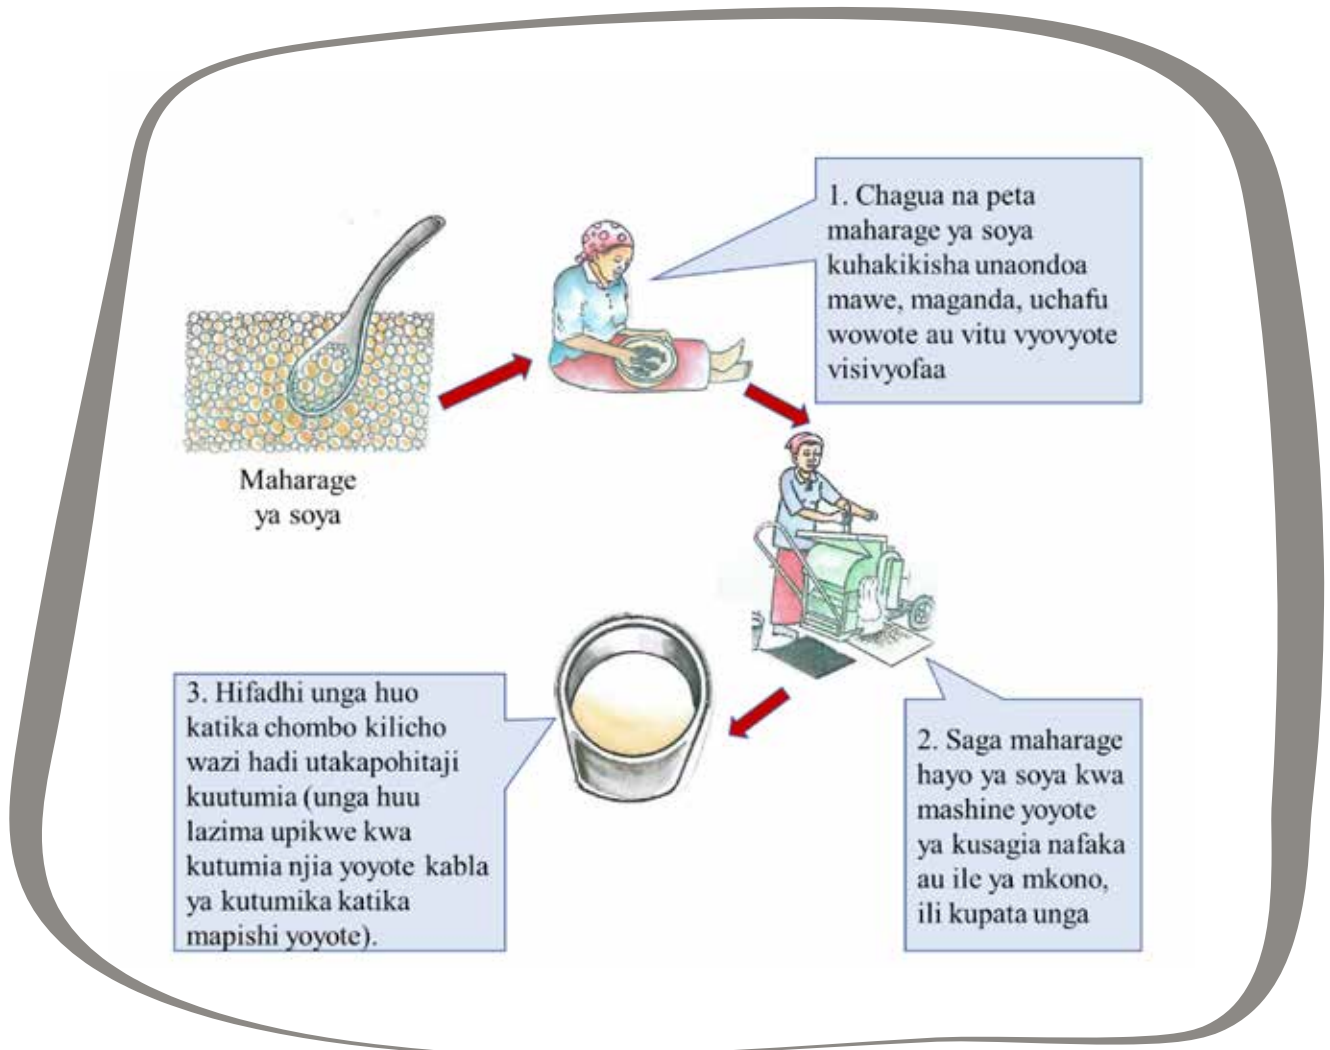 Maharage
ya soya
1. Chagua na peta
maharage ya soya
kuhakikisha unaondoa
mawe, maganda, uchafu
wowote au vitu vyovyote
visivyofaa
2. Saga maharage
hayo ya soya kwa
mashine yoyote
ya kusagia nafaka
au ile ya mkono,
ili kupata unga
3. Hifadhi unga huo
katika chombo kilicho
wazi hadi utakapohitaji
kuutumia (unga huu
lazima upikwe kwa
kutumia njia yoyote kabla
ya kutumika katika
mapishi yoyote).